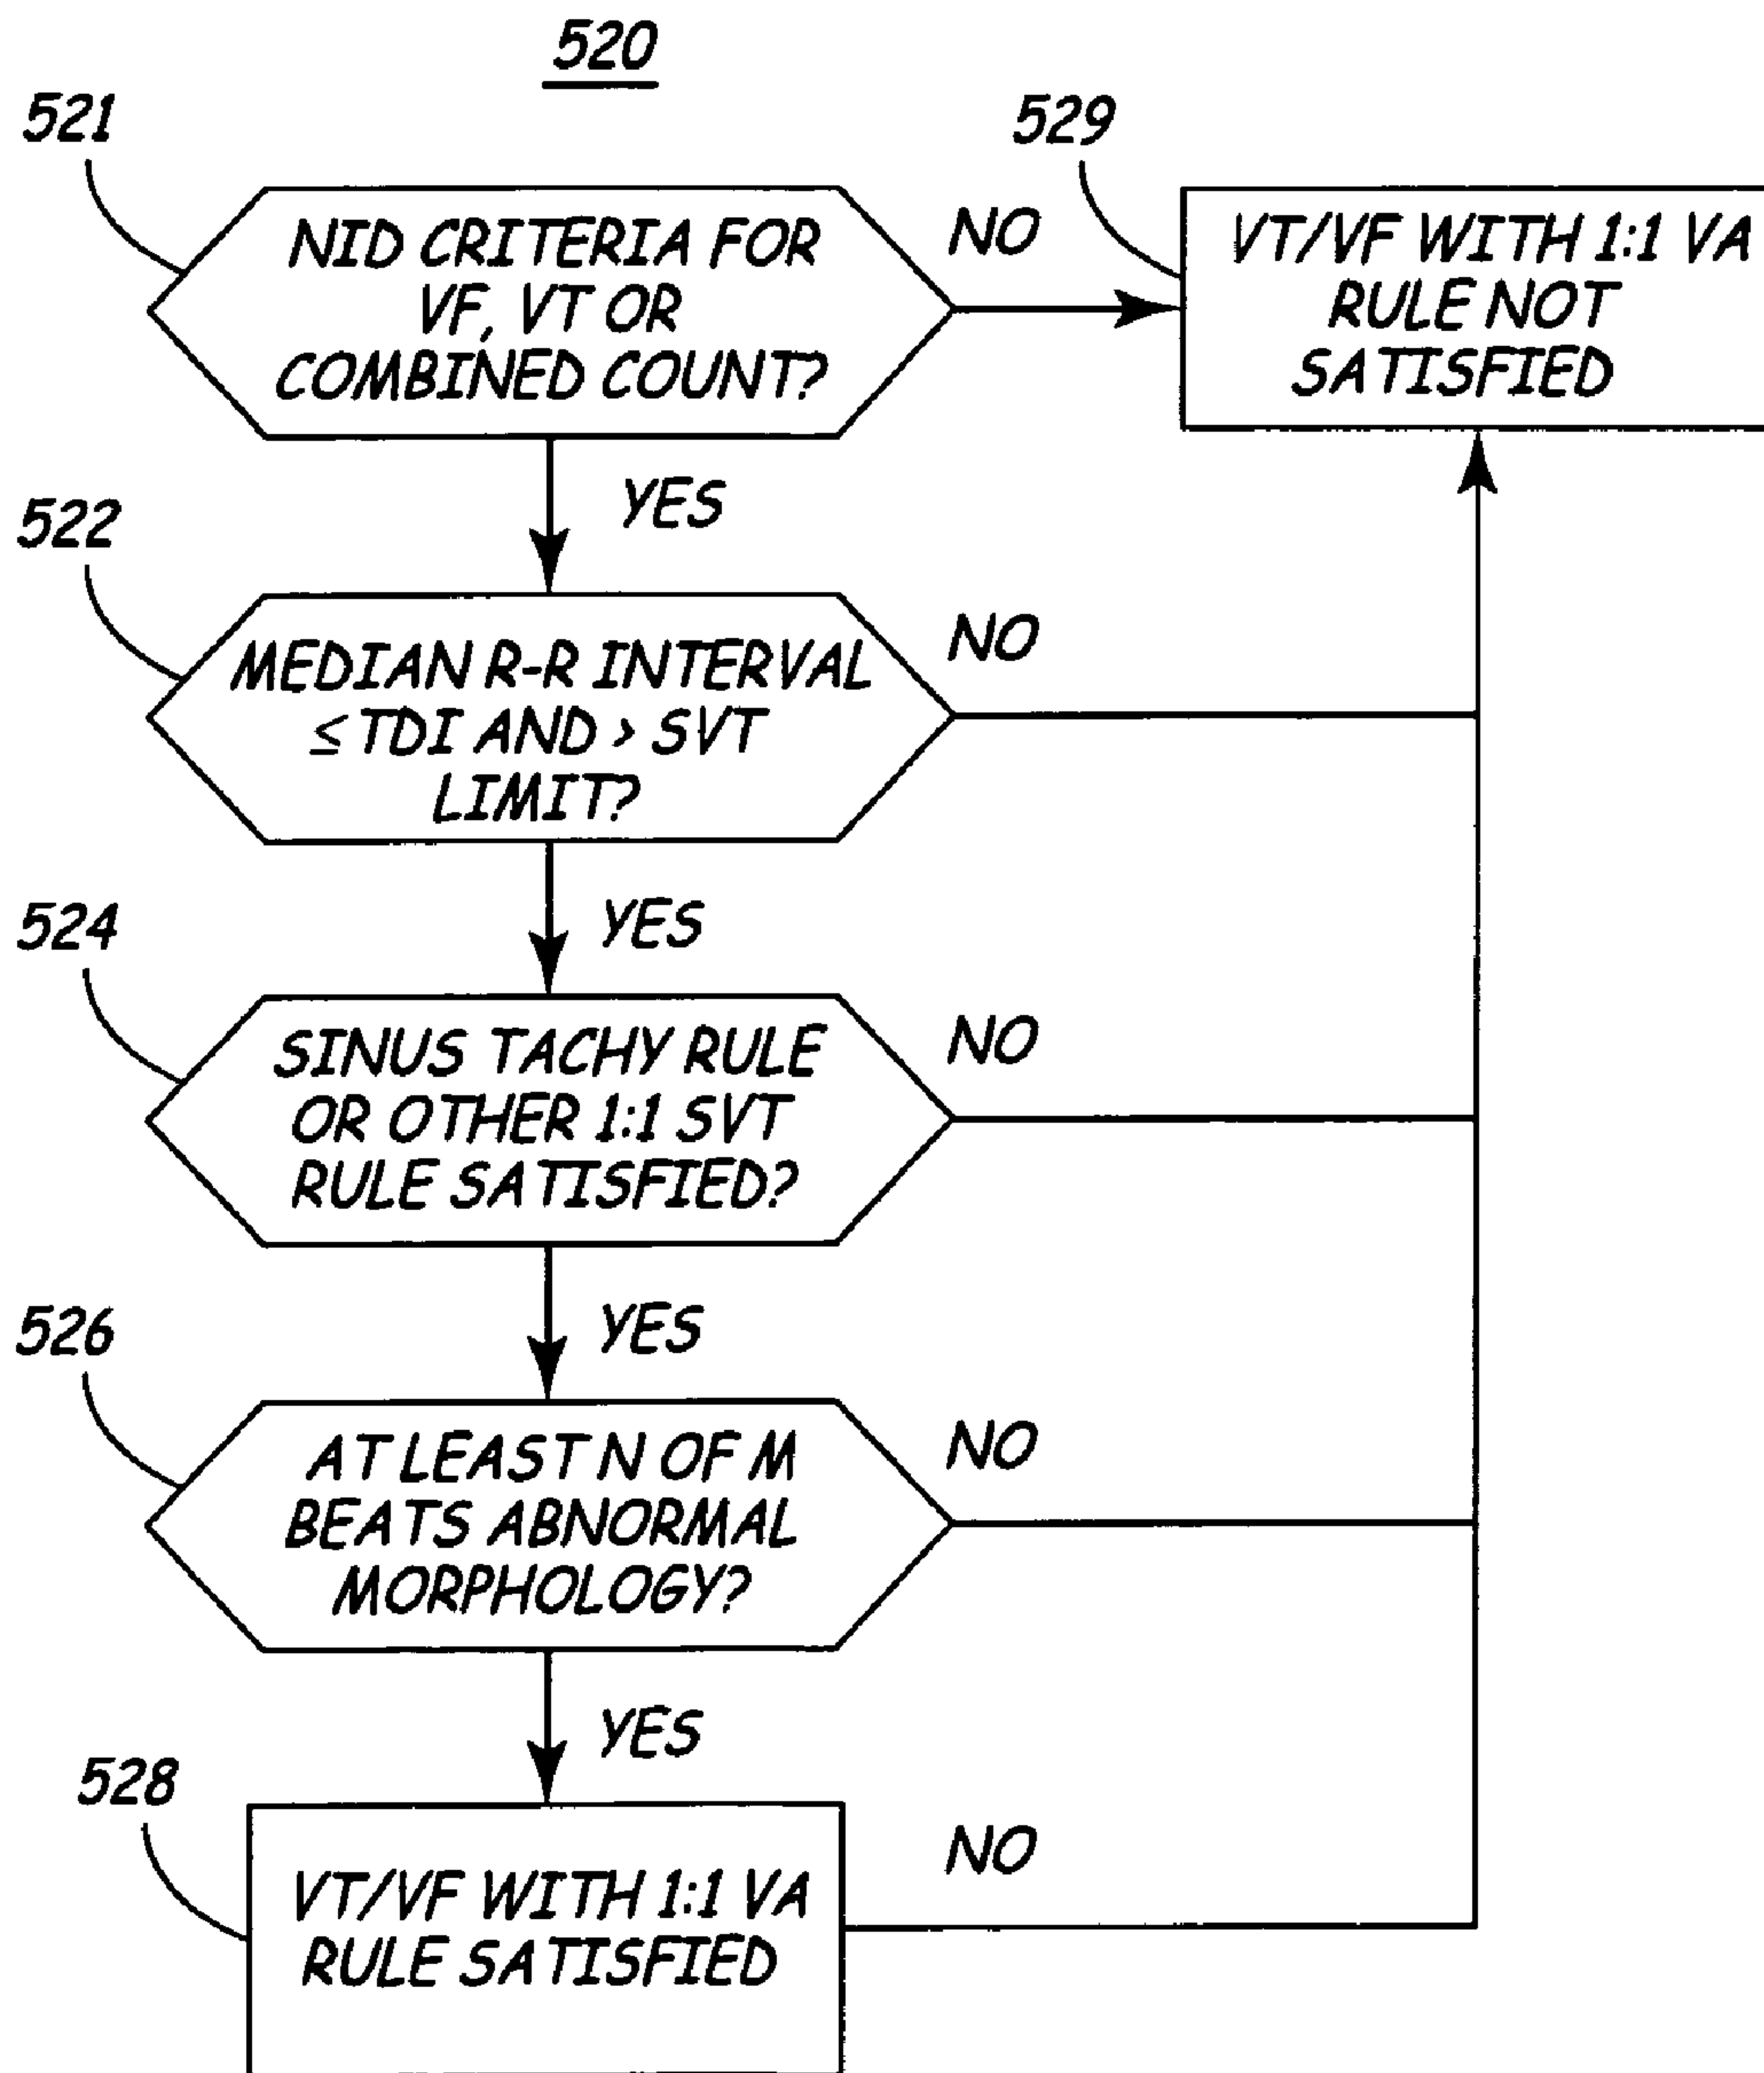 520
521
NID CRITERIA FOR
VF, VT OR
COMBINED COUNT?
NO
529
VT/VF WITH 1:1 VA
RULE NOT
SATISFIED
YES
522
MEDIAN R-R INTERVAL
≤ TDI AND > SVT
LIMIT?
NO
YES
524
SINUS TACHY RULE
OR OTHER 1:1 SVT
RULE SATISFIED?
NO
YES
526
AT LEAST N OF M
BEATS ABNORMAL
MORPHOLOGY?
NO
YES
528
VT/VF WITH 1:1 VA
RULE SATISFIED
NO